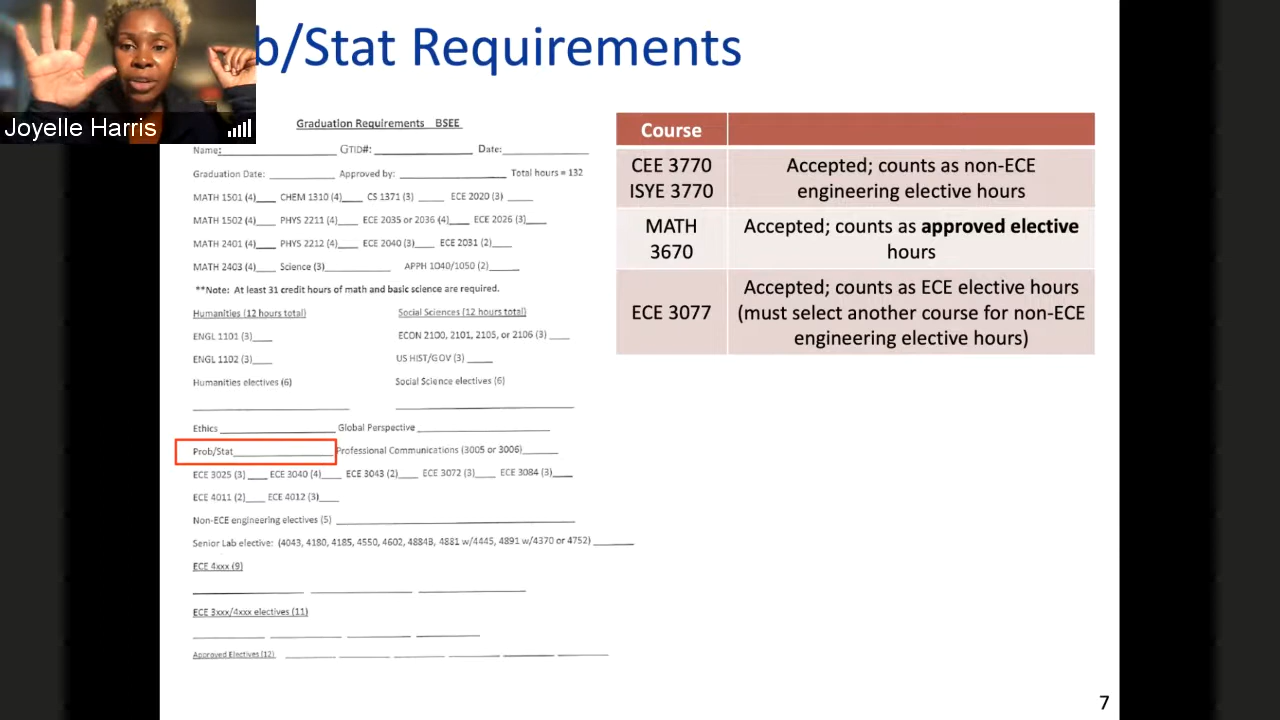 b/Stat Requirements
Joyelle Harris
Graduation Requirements BSEE
Name: GTID#: Date:
Graduation Date: Approved by: Total hours = 132
MATH 1501 (4) CHEM 1310 (4) CS 1371 (3) ECE 2020 (3)
MATH 1502 (4) PHYS 2211 (4) ECE 2035 or 2036 (4) ECE 2026 (3)
MATH 2401 (4) PHYS 2212 (4) ECE 2040 (3) ECE 2031 (2)
MATH 2403 (4) Science (3) APPH 1040/1050 (2)
**Note: At least 31 credit hours of math and basic science are required.
Humanities (12 hours total) Social Sciences (12 hours total)
ENGL 1101 (3) ECON 2100, 2101, 2105, or 2106 (3)
ENGL 1102 (3) US HIST/GOV (3)
Humanities electives (6) Social Science electives (6)
Ethics Global Perspective
Prob/Stat Professional Communications (3005 or 3006)
ECE 3025 (3) ECE 3040 (4) ECE 3043 (2) ECE 3072 (3) ECE 3084 (3)
ECE 4011 (2) ECE 4012 (3)
Non-ECE engineering electives (5)
Senior Lab elective: (4043, 4180, 4185, 4550, 4602, 4884B, 4881 w/4445, 4891 w/4370 or 4752)
ECE 4xxx (9)
ECE 3xxx/4xxx electives (11)
Approved Electives (12)
Course
CEE 3770
ISYE 3770
Accepted; counts as non-ECE
engineering elective hours
MATH
3670
Accepted; counts as approved elective
hours
ECE 3077
Accepted; counts as ECE elective hours
(must select another course for non-ECE
engineering elective hours)
7